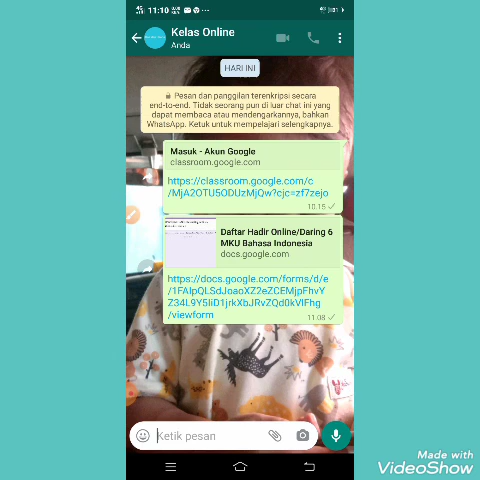 11:10
Kelas Online
Anda
HARI INI
Pesan dan panggilan terenkripsi secara
end-to-end. Tidak seorang pun di luar chat ini yang
dapat membaca atau mendengarkannya, bahkan
WhatsApp. Ketuk untuk mempelajari selengkapnya.
Masuk - Akun Google
classroom.google.com
https://classroom.google.com/c
/MjA2OTU5ODUzMjQw?cjc=zf7zejo
10.15
Daftar Hadir Online/Daring 6
MKU Bahasa Indonesia
docs.google.com
https://docs.google.com/forms/d/e
/1FAIpQLSdJoaoXZ2eZCEMjpFhvY
Z34L9Y5IiD1jrkXbJRvZQd0kVlFhg
/viewform
11.08
Ketik pesan
Made with
VideoShow